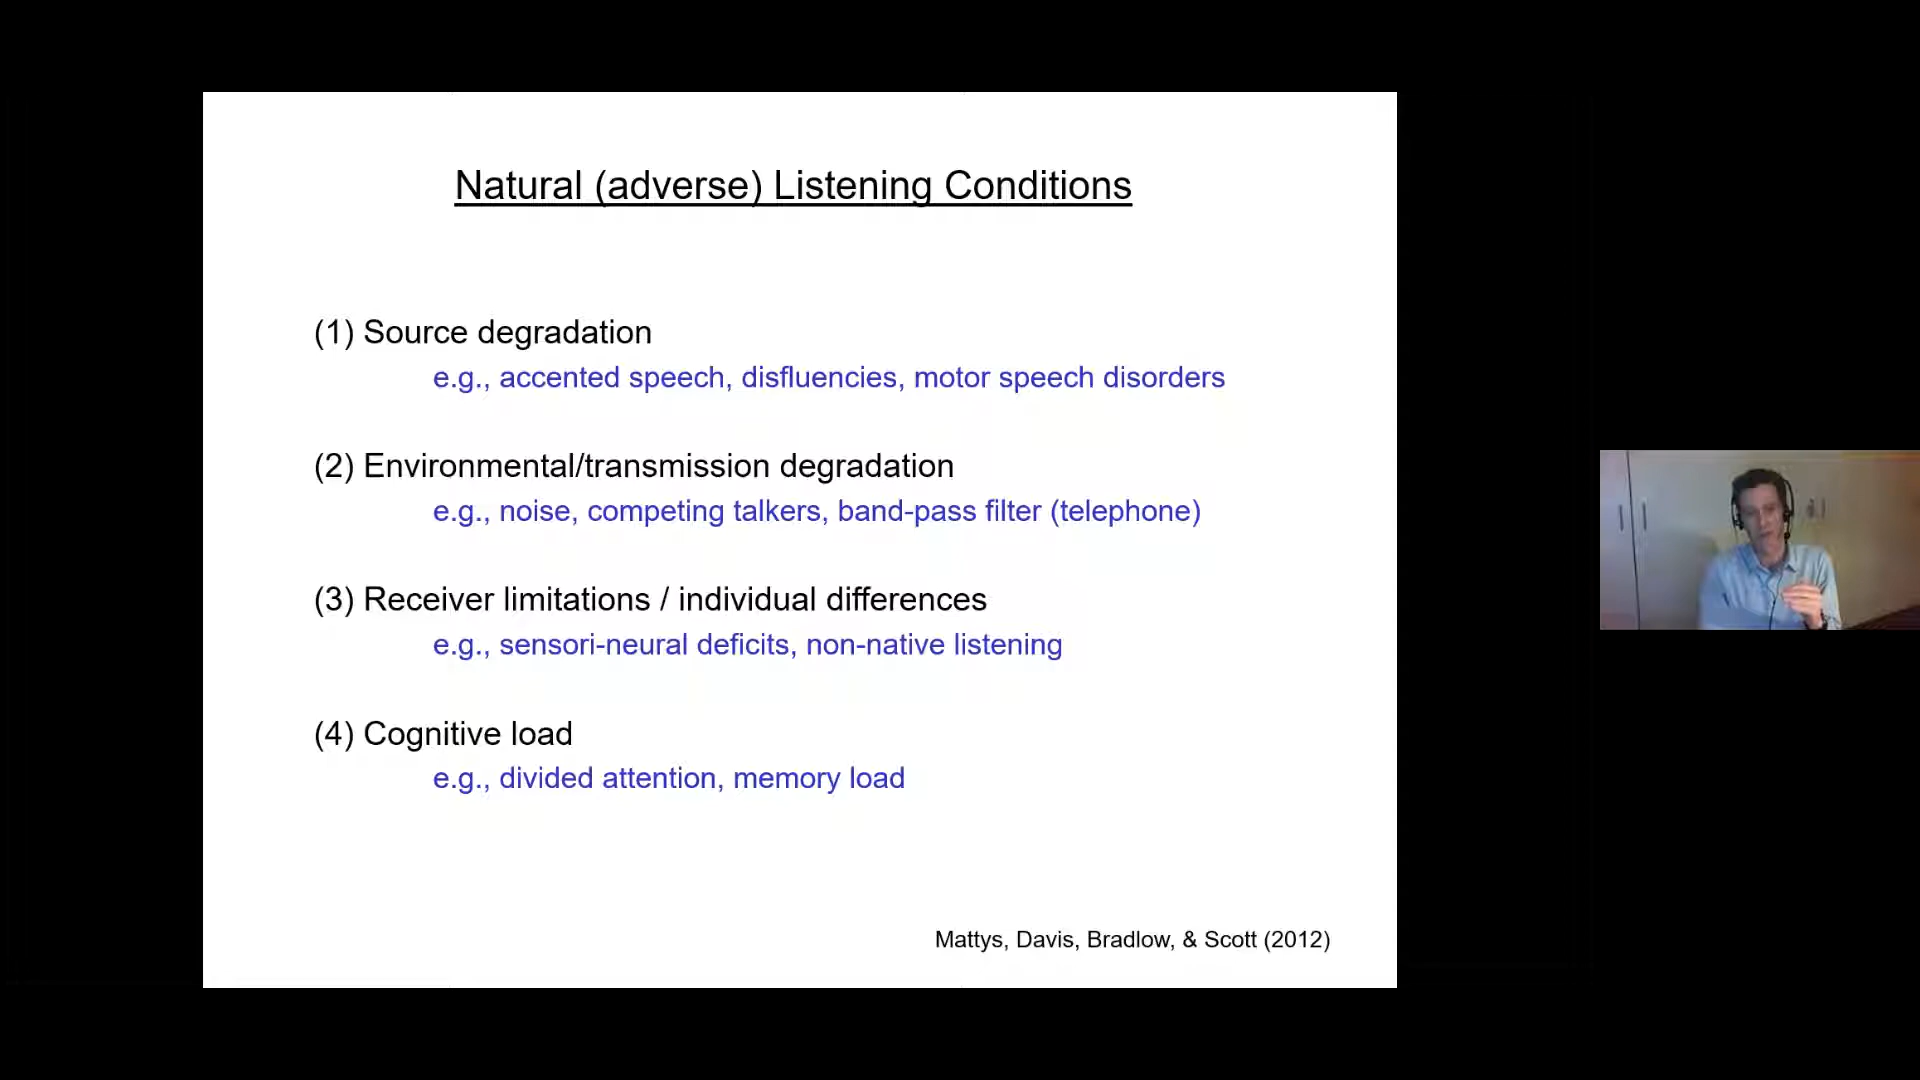 Natural (adverse) Listening Conditions
(1) Source degradation
e.g., accented speech, disfluencies, motor speech disorders
(2) Environmental/transmission degradation
e.g., noise, competing talkers, band-pass filter (telephone)
(3) Receiver limitations / individual differences
e.g., sensori-neural deficits, non-native listening
(4) Cognitive load
e.g., divided attention, memory load
Mattys, Davis, Bradlow, & Scott (2012)